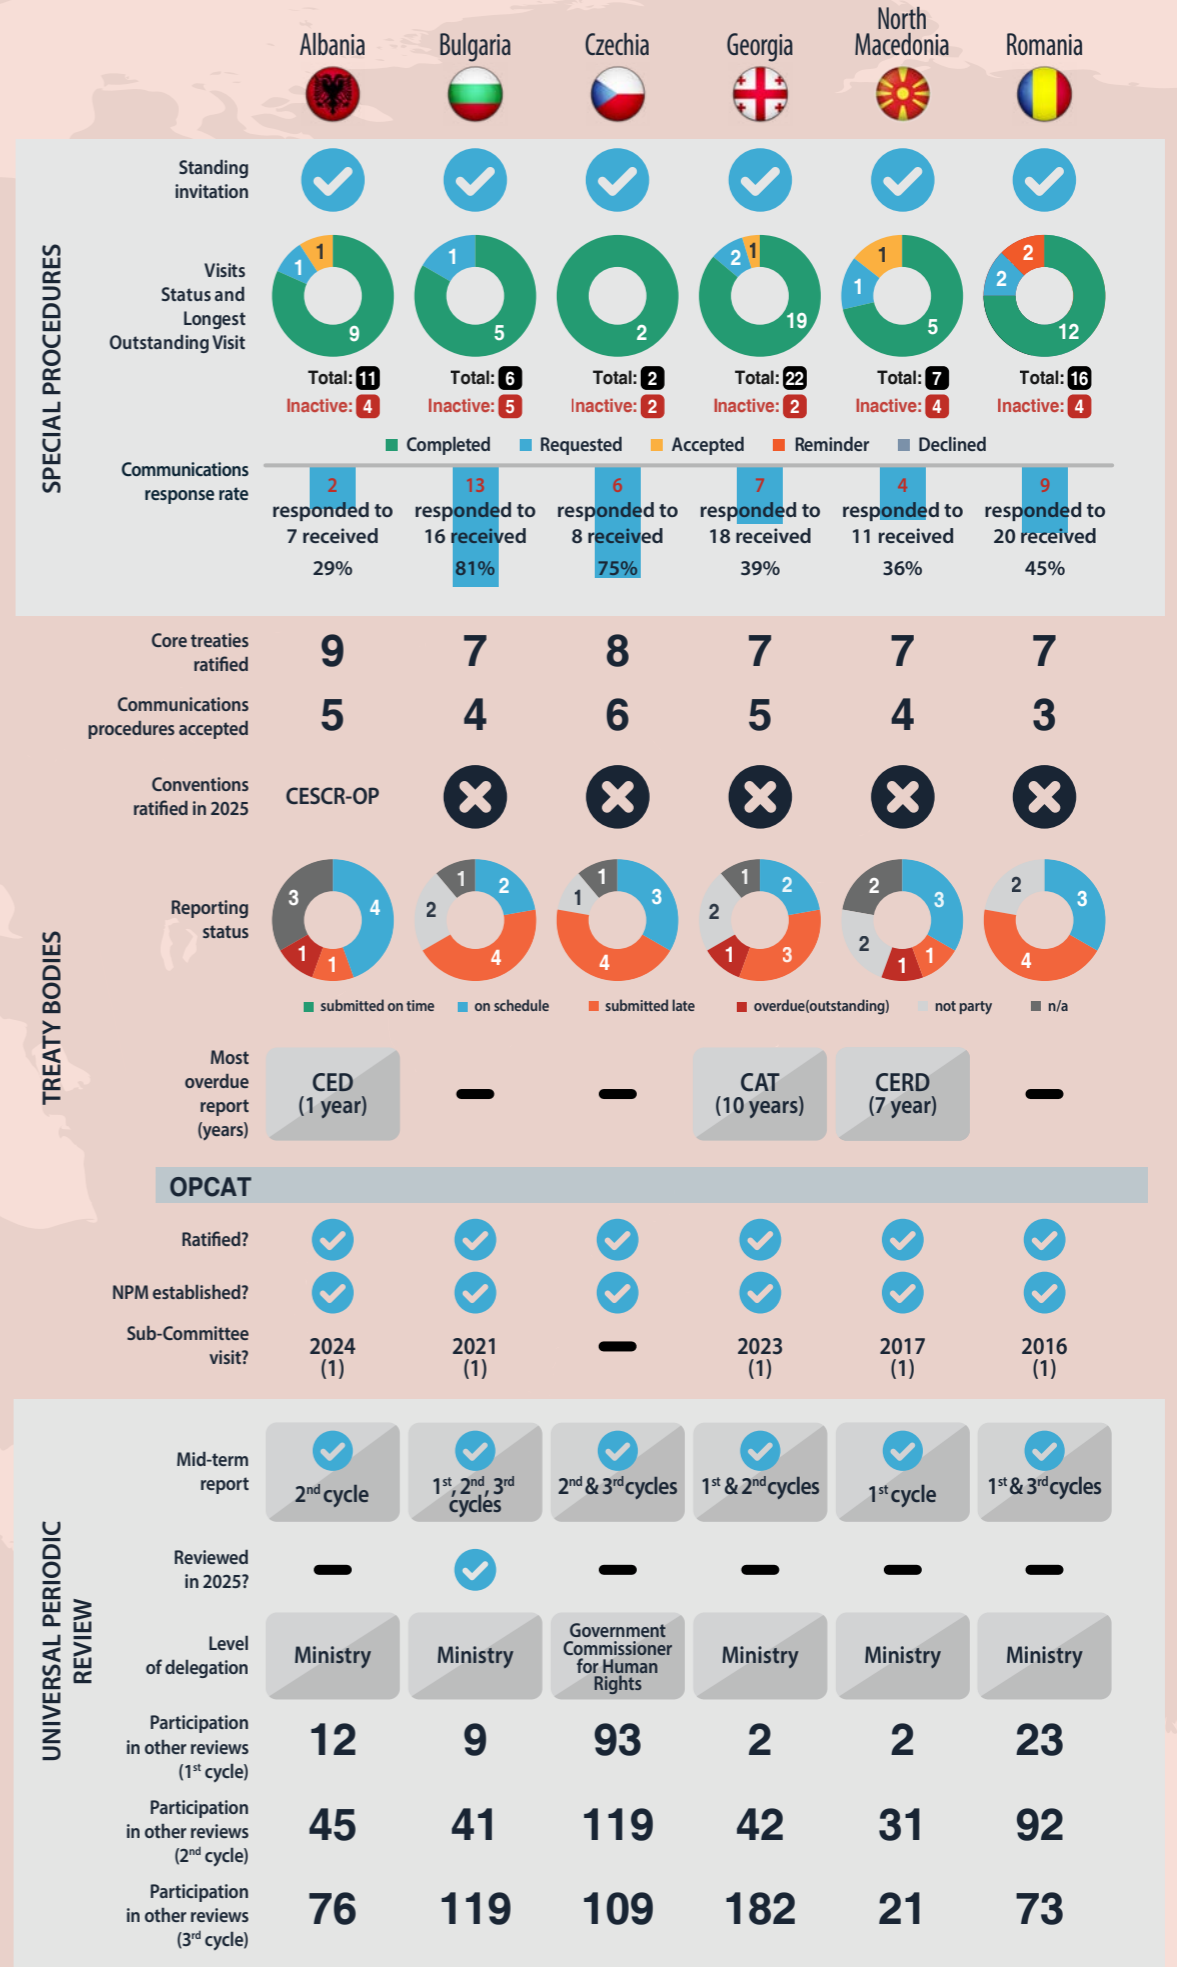 Albania
Bulgaria
Czechia
Georgia
North
Macedonia
Romania
SPECIAL PROCEDURES
Standing
invitation
Visits
Status and
Longest
Outstanding Visit
1
1
9
1
5
2
2
1
19
1
1
5
2
2
12
Total: 11
Total: 6
Total: 2
Total: 22
Total: 7
Total: 16
Inactive: 4
Inactive: 5
Inactive: 2
Inactive: 2
Inactive: 4
Inactive: 4
Completed
Requested
Accepted
Reminder
Declined
Communications
response rate
2
responded to
7 received
29%
13
responded to
16 received
81%
6
responded to
8 received
75%
7
responded to
18 received
39%
4
responded to
11 received
36%
9
responded to
20 received
45%
TREATY BODIES
Core treaties
ratified
9
7
8
7
7
7
Communications
procedures accepted
5
4
6
5
4
3
Conventions
ratified in 2025
CESCR-OP
Reporting
status
3
4
1
1
1
2
2
4
1
1
3
4
1
2
2
1
3
2
3
2
1
1
2
3
4
submitted on time
on schedule
submitted late
overdue(outstanding)
not party
n/a
Most
overdue
report
(years)
CED
(1 year)
CAT
(10 years)
CERD
(7 year)
OPCAT
Ratified?
NPM established?
Sub-Committee
visit?
2024
(1)
2021
(1)
2023
(1)
2017
(1)
2016
(1)
UNIVERSAL PERIODIC
REVIEW
Mid-term
report
2nd cycle
1st, 2nd, 3rd
cycles
2nd & 3rd cycles
1st & 2nd cycles
1st cycle
1st & 3rd cycles
Reviewed
in 2025?
Level
of delegation
Ministry
Ministry
Government
Commissioner
for Human
Rights
Ministry
Ministry
Ministry
Participation
in other reviews
(1st cycle)
12
9
93
2
2
23
Participation
in other reviews
(2nd cycle)
45
41
119
42
31
92
Participation
in other reviews
(3rd cycle)
76
119
109
182
21
73